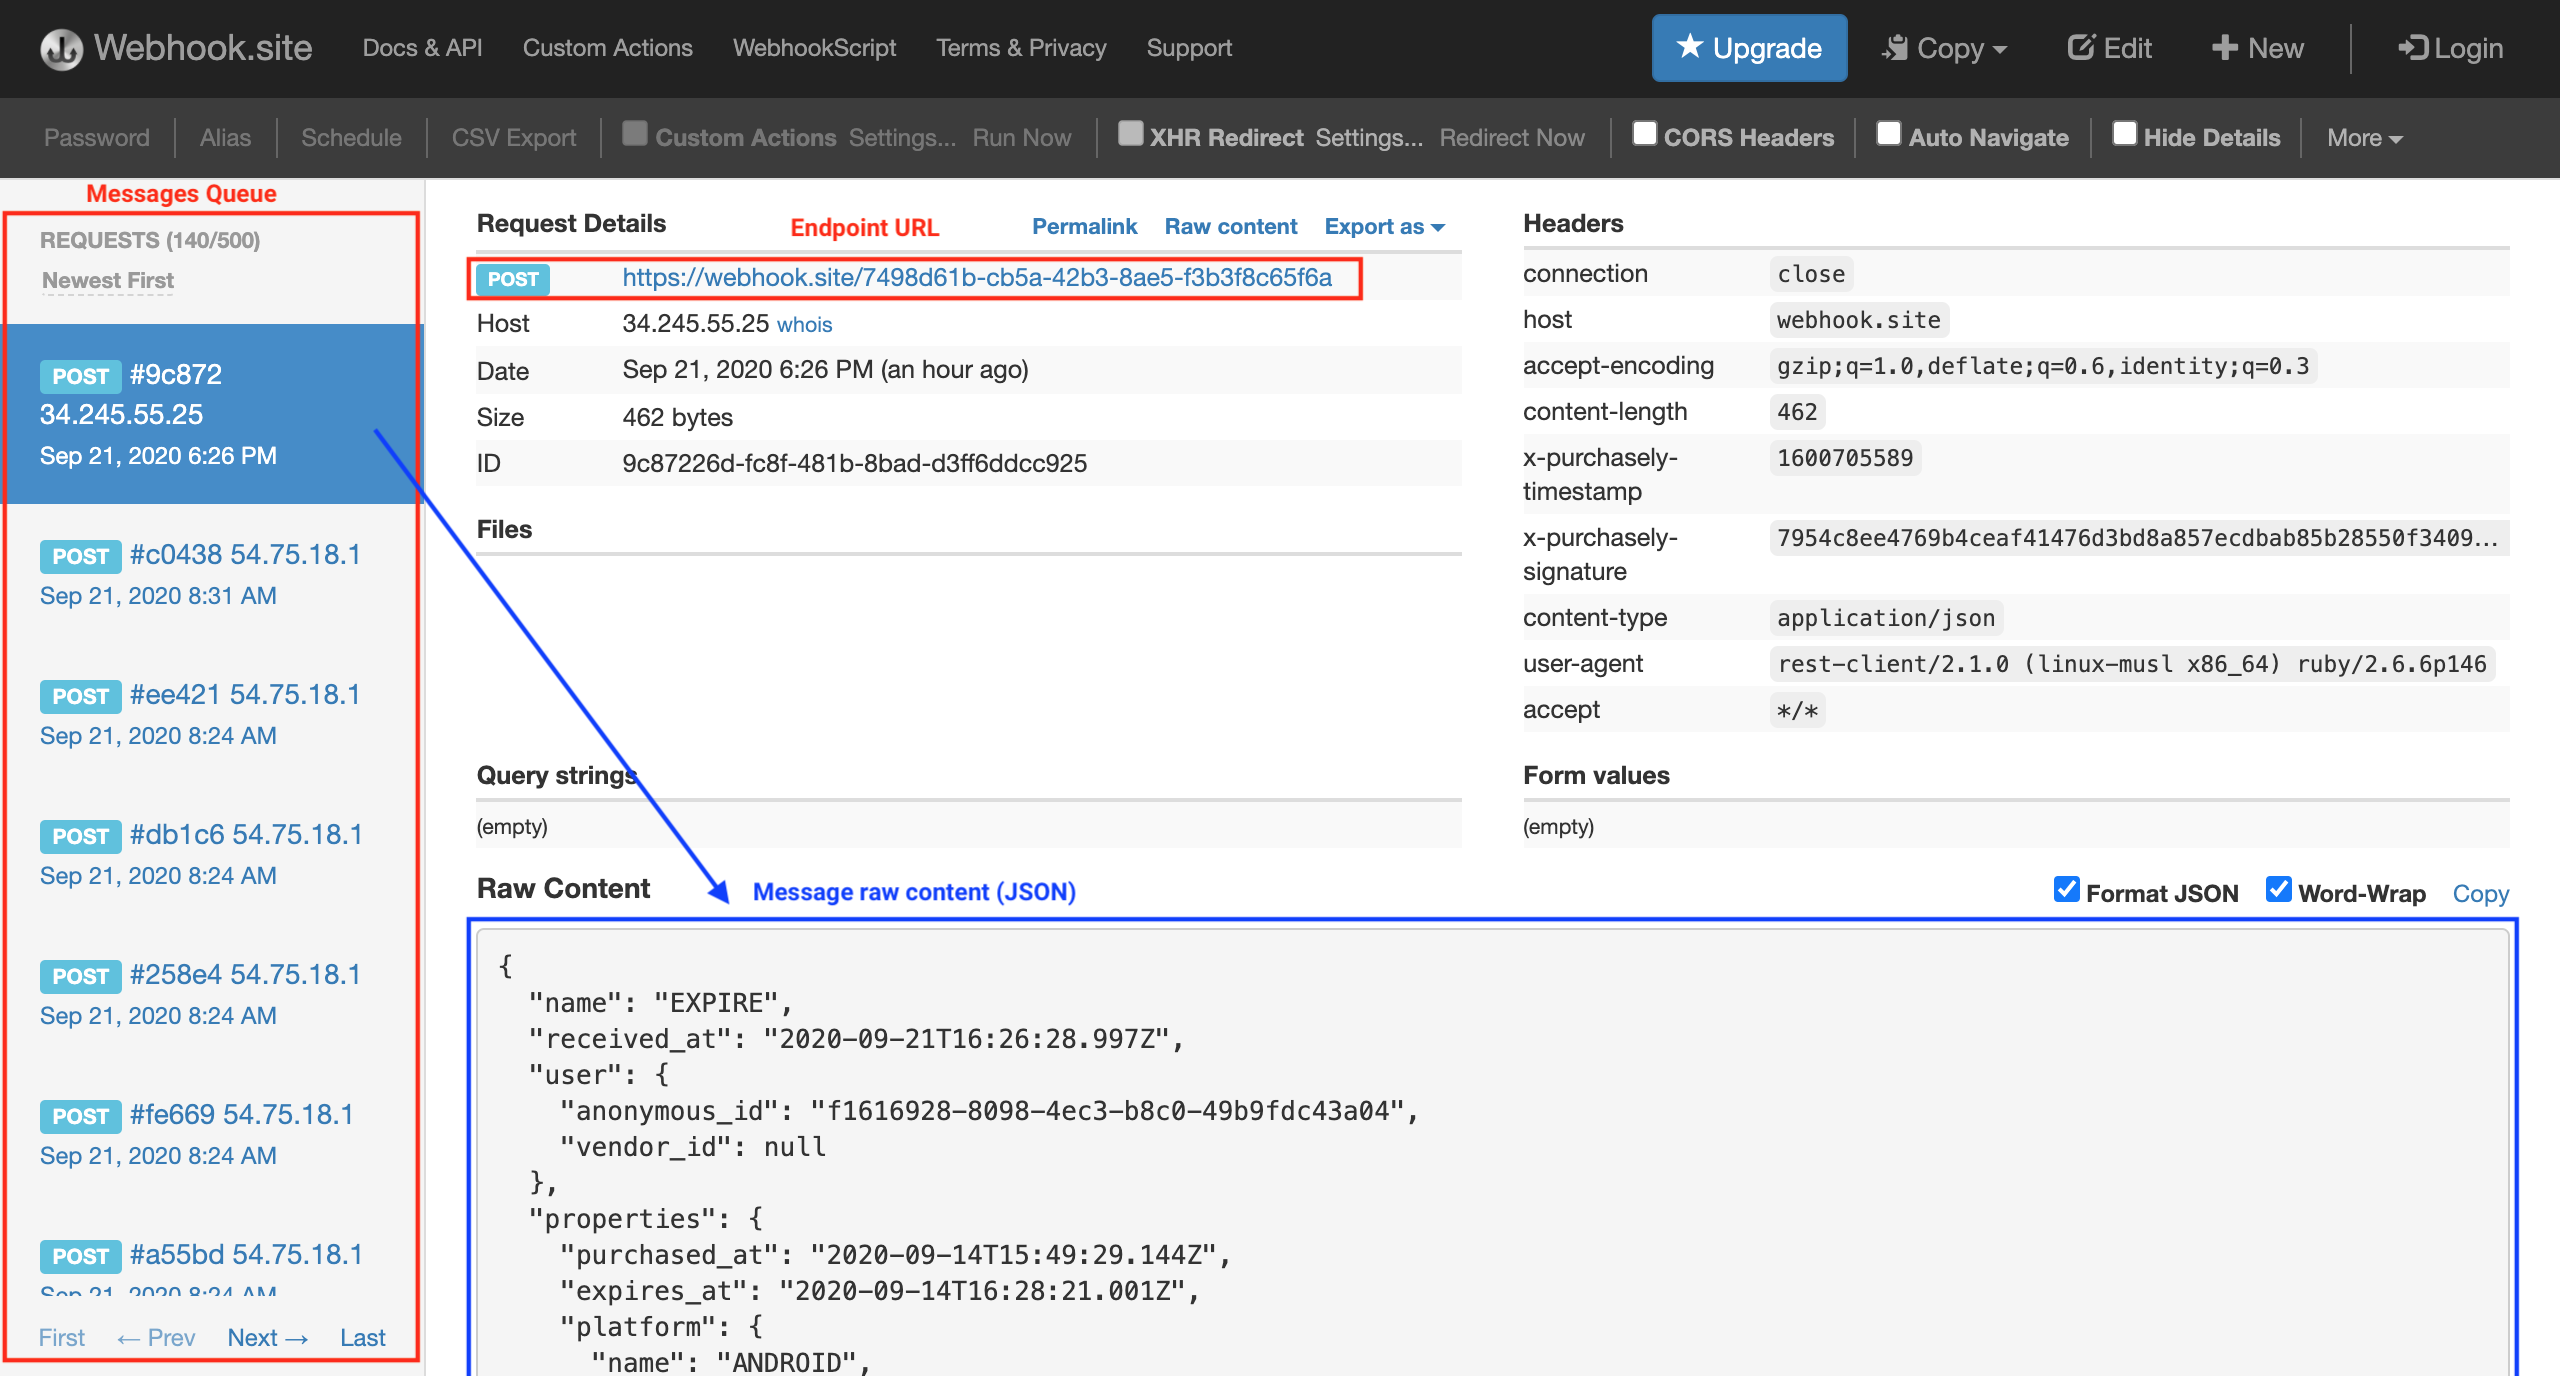 Webhook.site Docs & API Custom Actions WebhookScript Terms & Privacy Support Upgrade Copy Edit New Login
Password Alias Schedule CSV Export Custom Actions Settings... Run Now XHR Redirect Settings... Redirect Now CORS Headers Auto Navigate Hide Details More
Messages Queue
REQUESTS (140/500)
Newest First
POST #9c872
34.245.55.25
Sep 21, 2020 6:26 PM
POST #c0438 54.75.18.1
Sep 21, 2020 8:31 AM
POST #ee421 54.75.18.1
Sep 21, 2020 8:24 AM
POST #db1c6 54.75.18.1
Sep 21, 2020 8:24 AM
POST #258e4 54.75.18.1
Sep 21, 2020 8:24 AM
POST #fe669 54.75.18.1
Sep 21, 2020 8:24 AM
POST #a55bd 54.75.18.1
Sep 21, 2020 8:24 AM
First ← Prev Next → Last
Request Details Endpoint URL Permalink Raw content Export as
POST https://webhook.site/7498d61b-cb5a-42b3-8ae5-f3b3f8c65f6a
Host 34.245.55.25 whois
Date Sep 21, 2020 6:26 PM (an hour ago)
Size 462 bytes
ID 9c87226d-fc8f-481b-8bad-d3ff6ddcc925
Files
Headers
connection close
host webhook.site
accept-encoding gzip;q=1.0,deflate;q=0.6,identity;q=0.3
content-length 462
x-purchasely- 1600705589
timestamp
x-purchasely- 7954c8ee4769b4ceaf41476d3bd8a857ecdbab85b28550f3409...
signature
content-type application/json
user-agent rest-client/2.1.0 (linux-musl x86_64) ruby/2.6.6p146
accept */*
Query strings
(empty)
Form values
(empty)
Raw Content Message raw content (JSON) Format JSON Word-Wrap Copy
{
"name": "EXPIRE",
"received_at": "2020-09-21T16:26:28.997Z",
"user": {
"anonymous_id": "f1616928-8098-4ec3-b8c0-49b9fdc43a04",
"vendor_id": null
},
"properties": {
"purchased_at": "2020-09-14T15:49:29.144Z",
"expires_at": "2020-09-14T16:28:21.001Z",
"platform": {
"name": "ANDROID",